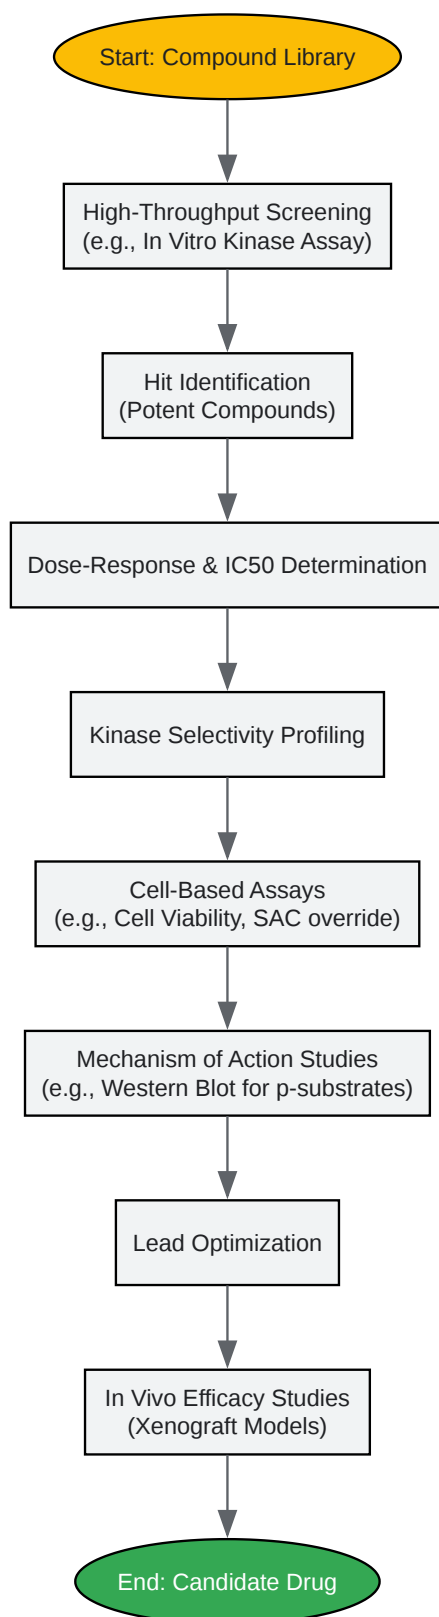 Start: Compound Library
High-Throughput Screening
(e.g., In Vitro Kinase Assay)
Hit Identification
(Potent Compounds)
Dose-Response & IC50 Determination
Kinase Selectivity Profiling
Cell-Based Assays
(e.g., Cell Viability, SAC override)
Mechanism of Action Studies
(e.g., Western Blot for p-substrates)
Lead Optimization
In Vivo Efficacy Studies
(Xenograft Models)
End: Candidate Drug